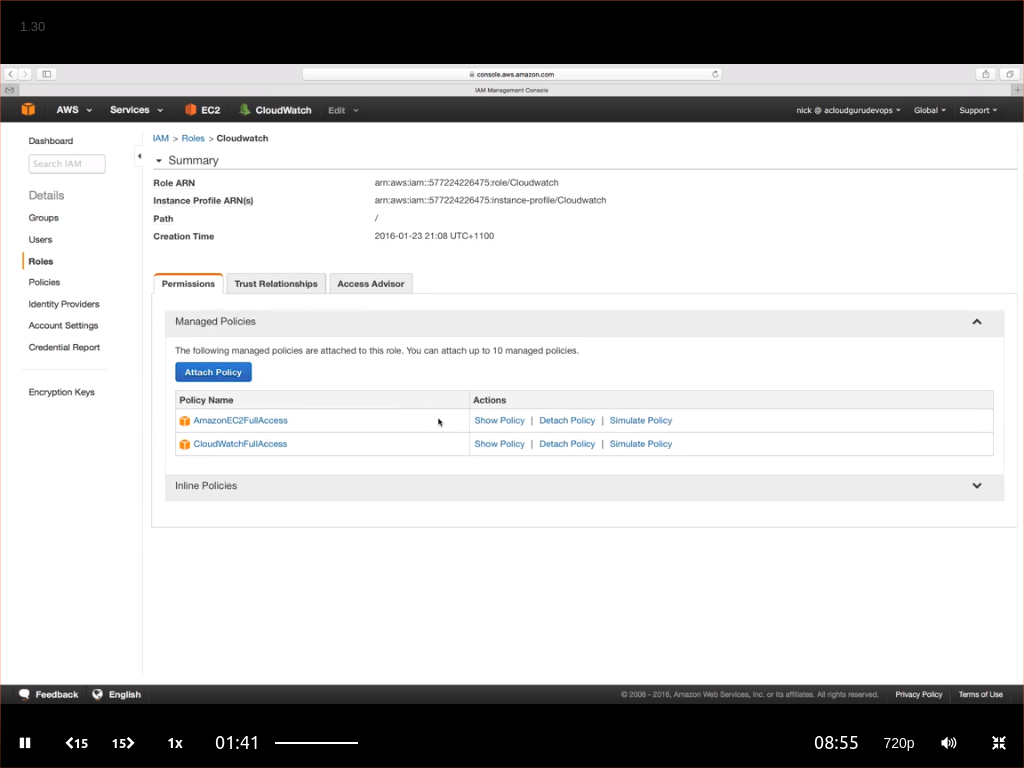 1.30
console.aws.amazon.com
IAM Management Console
AWS Services EC2 CloudWatch Edit nick @ acloudgurudevops Global Support
Dashboard
Search IAM
Details
Groups
Users
Roles
Policies
Identity Providers
Account Settings
Credential Report
Encryption Keys
IAM > Roles > Cloudwatch
Summary
Role ARN arn:aws:iam::577224226475:role/Cloudwatch
Instance Profile ARN(s) arn:aws:iam::577224226475:instance-profile/Cloudwatch
Path /
Creation Time 2016-01-23 21:08 UTC+1100
Permissions Trust Relationships Access Advisor
Managed Policies
The following managed policies are attached to this role. You can attach up to 10 managed policies.
Attach Policy
Policy Name Actions
AmazonEC2FullAccess Show Policy | Detach Policy | Simulate Policy
CloudWatchFullAccess Show Policy | Detach Policy | Simulate Policy
Inline Policies
Feedback English © 2008 - 2016, Amazon Web Services, Inc. or its affiliates. All rights reserved. Privacy Policy Terms of Use
15 15 1x 01:41 08:55 720p